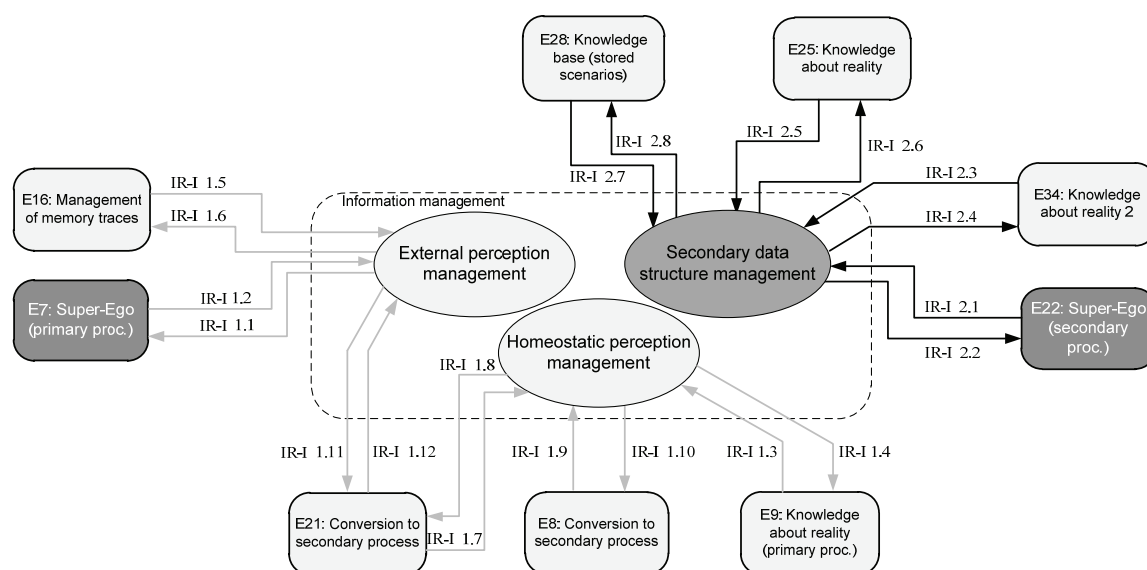 E28: Knowledge
base (stored
scenarios)
E25: Knowledge
about reality
IR-I 2.8
IR-I 2.5
IR-I 2.6
IR-I 2.7
IR-I 2.3
IR-I 2.4
E34: Knowledge
about reality 2
E16: Management
of memory traces
IR-I 1.5
IR-I 1.6
Information management
External perception
management
Secondary data
structure management
E7: Super-Ego
(primary proc.)
IR-I 1.2
IR-I 1.1
IR-I 2.1
IR-I 2.2
E22: Super-Ego
(secondary
proc.)
Homeostatic perception
management
IR-I 1.8
IR-I 1.11
IR-I 1.12
IR-I 1.9
IR-I 1.10
IR-I 1.3
IR-I 1.4
E21: Conversion to
secondary process
IR-I 1.7
E8: Conversion to
secondary process
E9: Knowledge
about reality
(primary proc.)